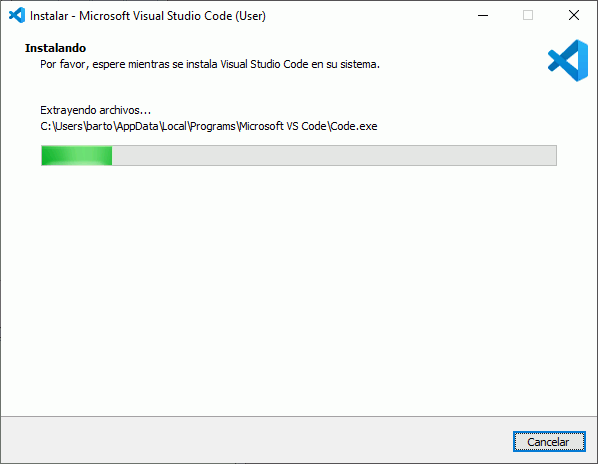 Instalar - Microsoft Visual Studio Code (User)
Instalando
Por favor, espere mientras se instala Visual Studio Code en su sistema.
Extrayendo archivos...
C:\Users\barto\AppData\Local\Programs\Microsoft VS Code\Code.exe
Cancelar